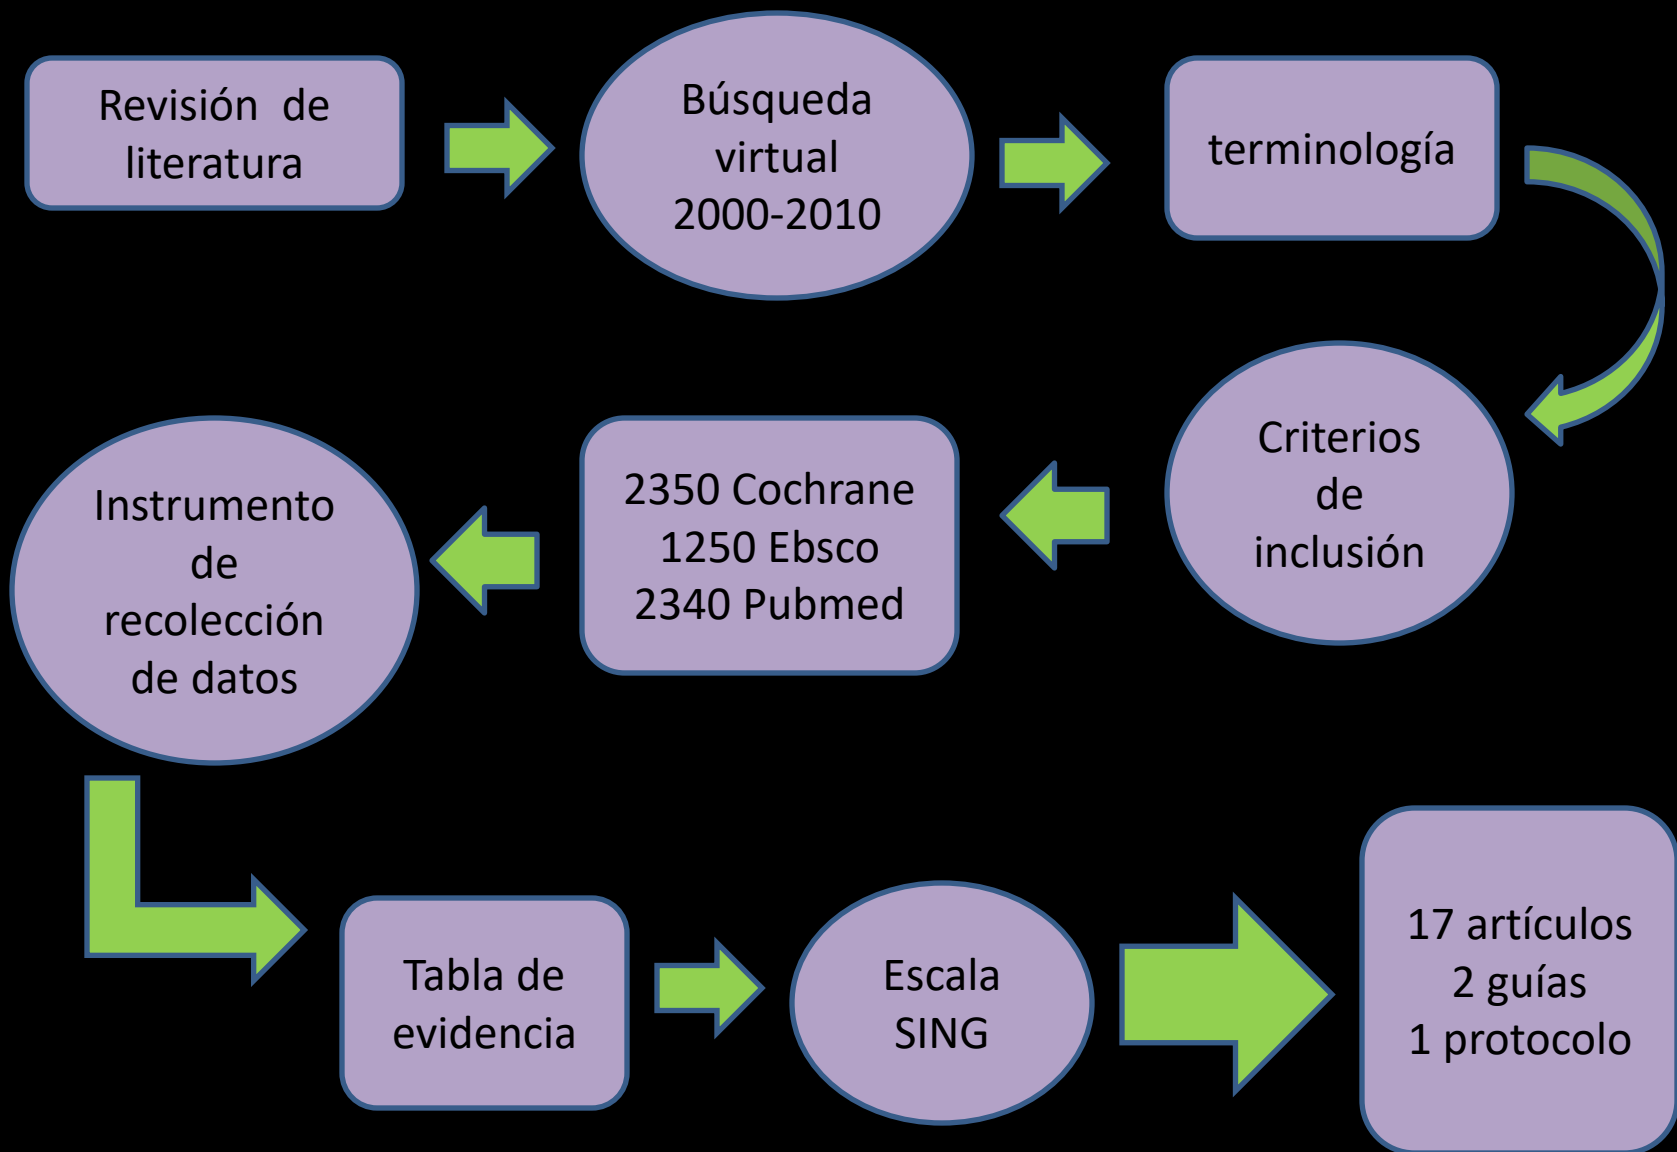 Revisión de
literatura
Búsqueda
virtual
2000-2010
terminología
Criterios
de
inclusión
2350 Cochrane
1250 Ebsco
2340 Pubmed
Instrumento
de
recolección
de datos
Tabla de
evidencia
Escala
SING
17 artículos
2 guías
1 protocolo